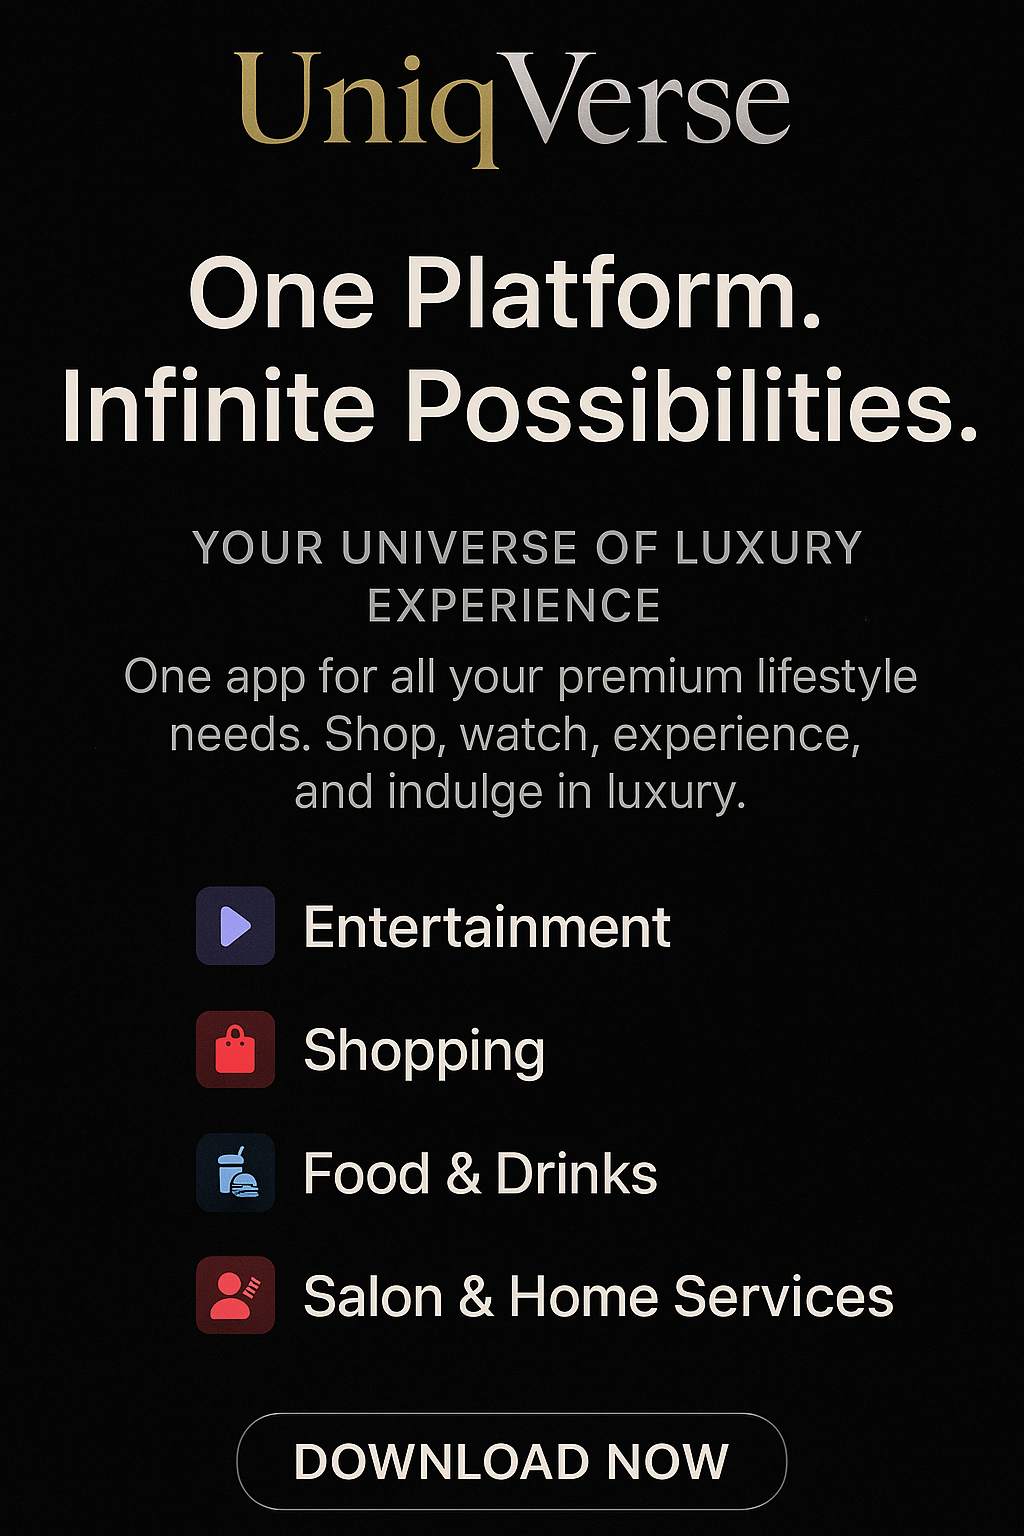 UniqVerse
One Platform.
Infinite Possibilities.
YOUR UNIVERSE OF LUXURY
EXPERIENCE
One app for all your premium lifestyle
needs. Shop, watch, experience,
and indulge in luxury.
Entertainment
Shopping
Food & Drinks
Salon & Home Services
DOWNLOAD NOW